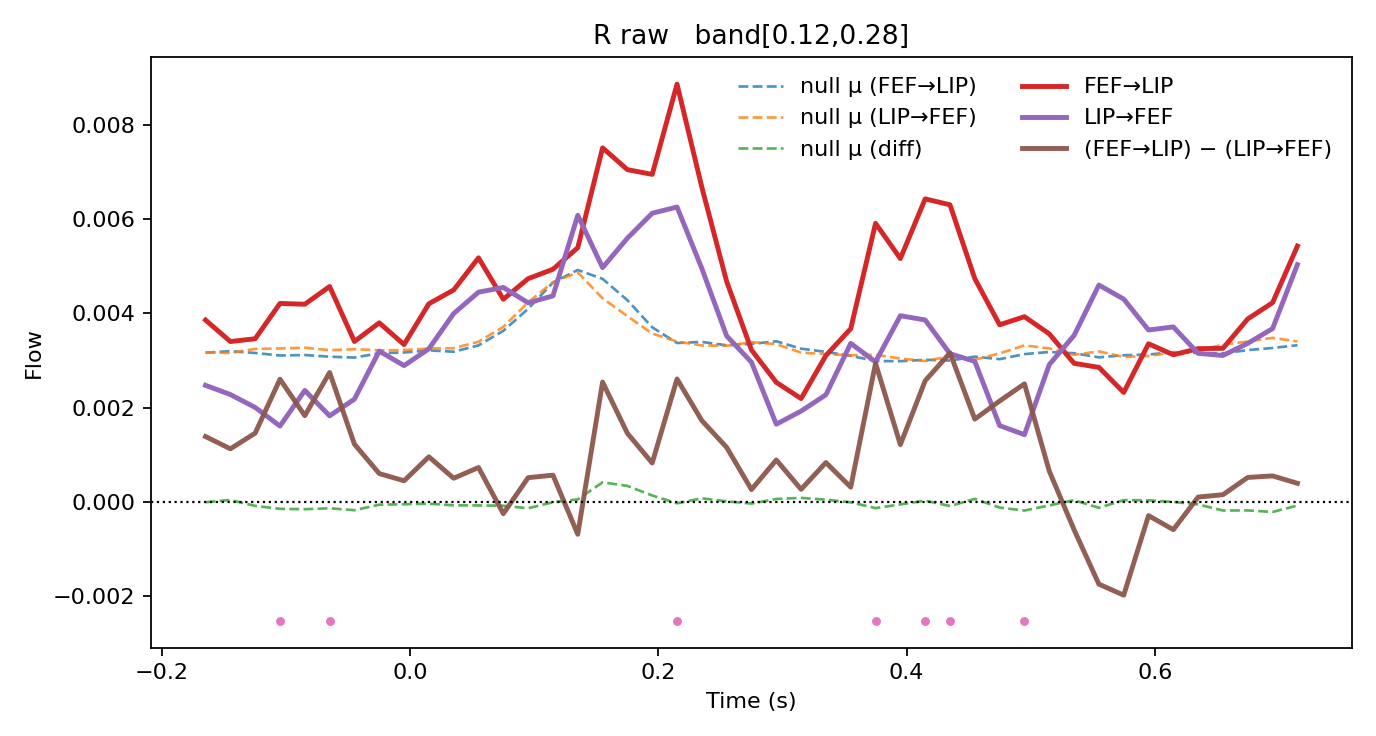 R raw   band[0.12,0.28]
null μ (FEF→LIP)
null μ (LIP→FEF)
null μ (diff)
FEF→LIP
LIP→FEF
(FEF→LIP) − (LIP→FEF)
Flow
0.008
0.006
0.004
0.002
0.000
−0.002
−0.2
0.0
0.2
0.4
0.6
Time (s)